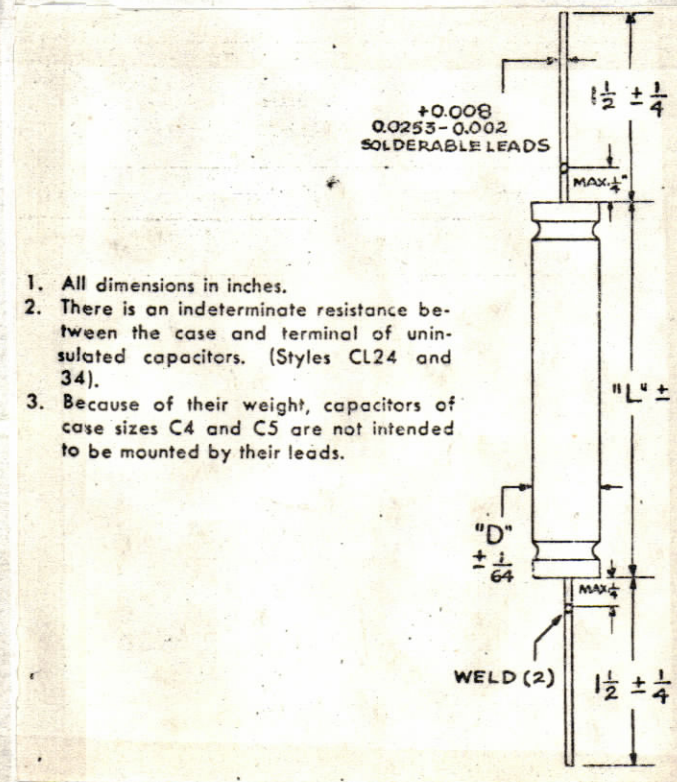 1 1/2 ± 1/4
+0.008
0.0253-0.002
SOLDERABLE LEADS
MAX. 1/4"
1. All dimensions in inches.
2. There is an indeterminate resistance be-
tween the case and terminal of unin-
sulated capacitors. (Styles CL24 and
34).
3. Because of their weight, capacitors of
case sizes C4 and C5 are not intended
to be mounted by their leads.
"L" ±
"D"
± 1/64
MAX 1/4
WELD (2)
1 1/2 ± 1/4